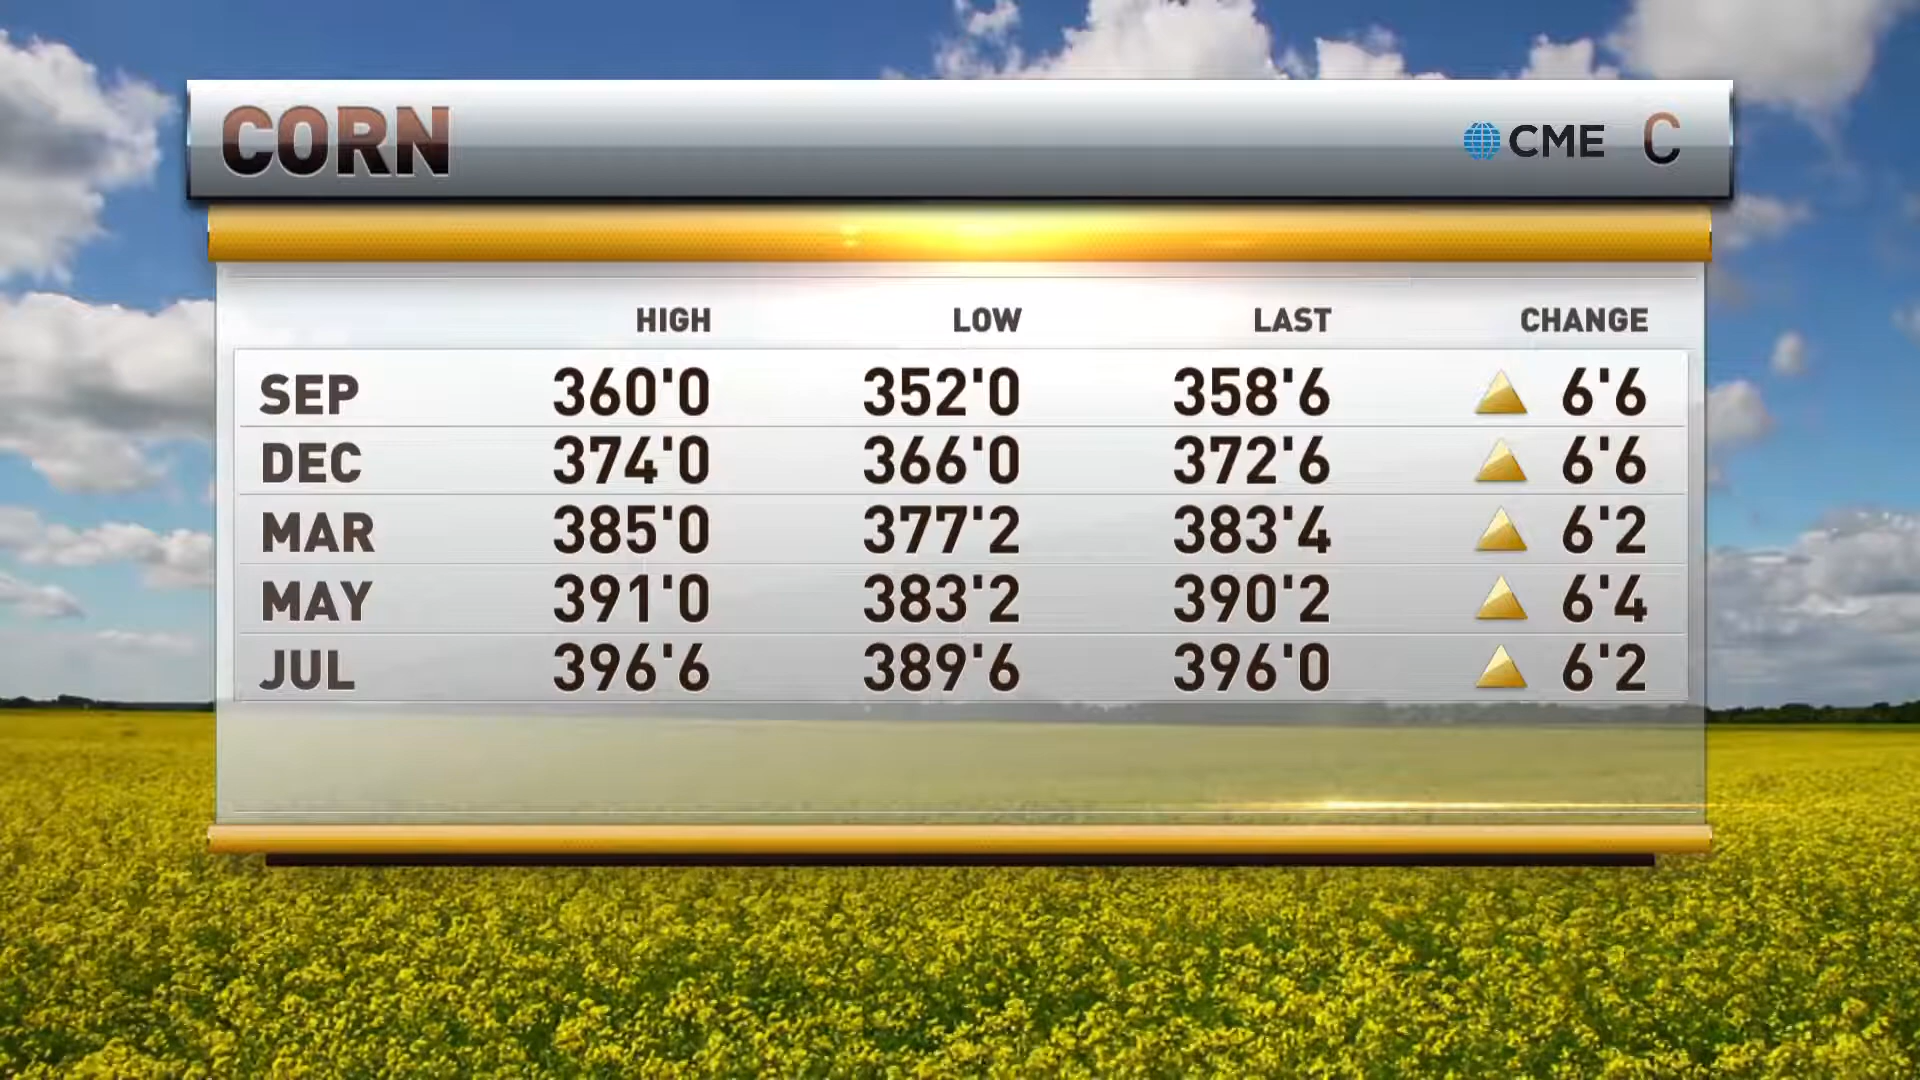 CORN CME C
HIGH LOW LAST CHANGE
SEP 360'0 352'0 358'6 6'6
DEC 374'0 366'0 372'6 6'6
MAR 385'0 377'2 383'4 6'2
MAY 391'0 383'2 390'2 6'4
JUL 396'6 389'6 396'0 6'2